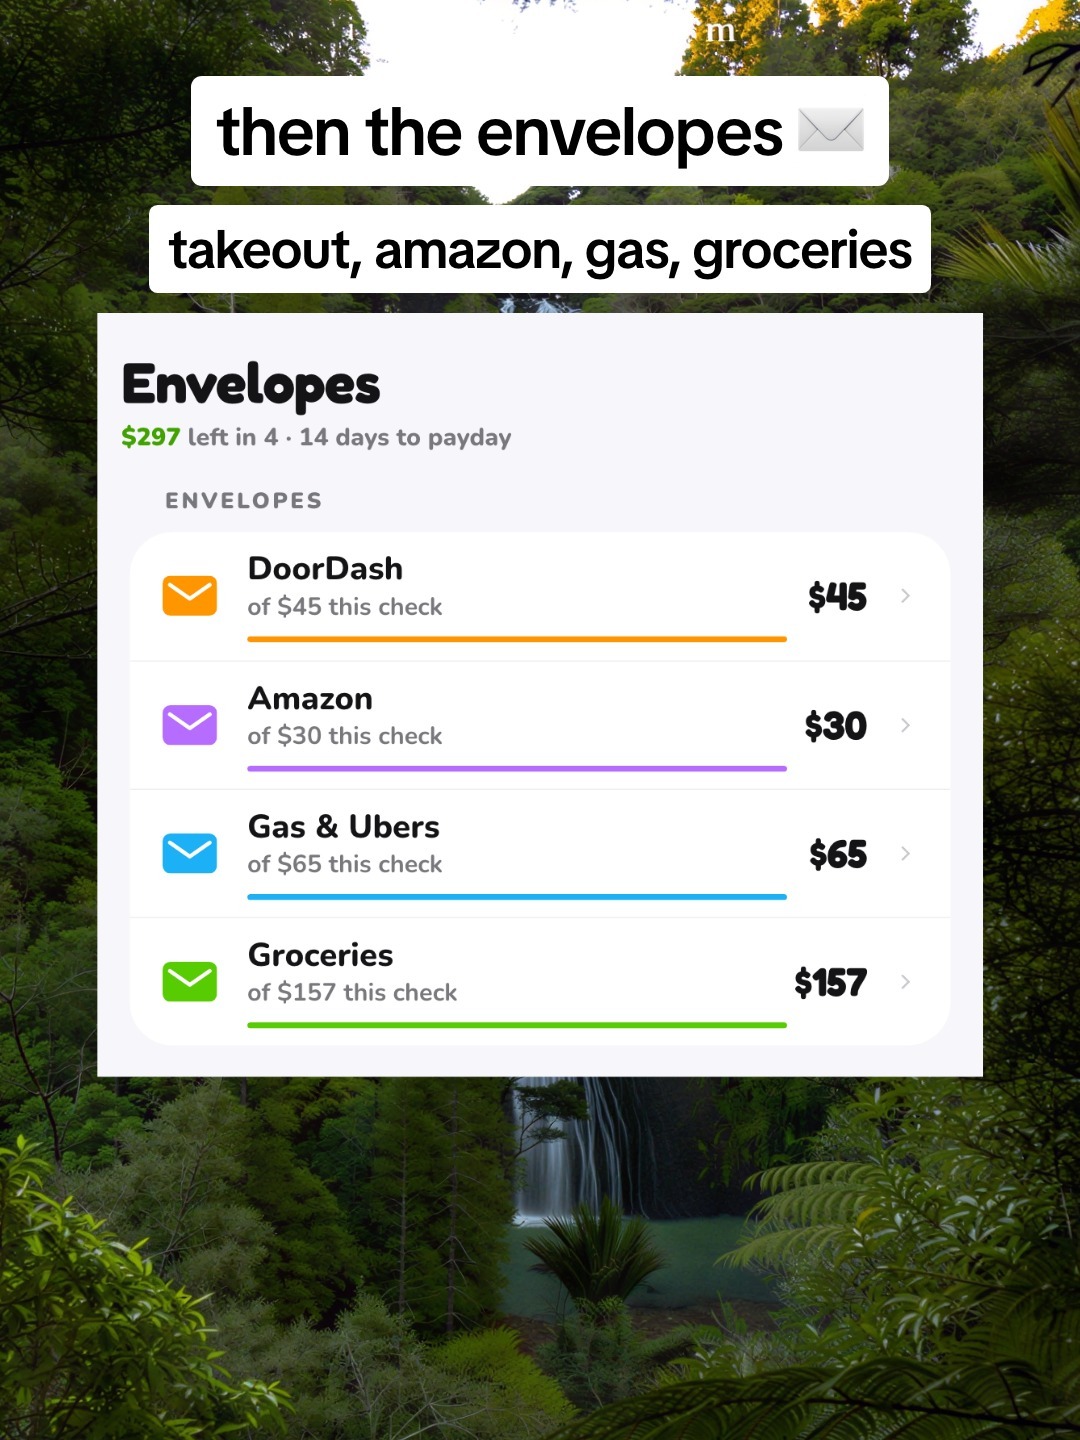 m
then the envelopes ✉️
takeout, amazon, gas, groceries
Envelopes
$297 left in 4 · 14 days to payday
ENVELOPES
DoorDash
of $45 this check
$45
Amazon
of $30 this check
$30
Gas & Ubers
of $65 this check
$65
Groceries
of $157 this check
$157